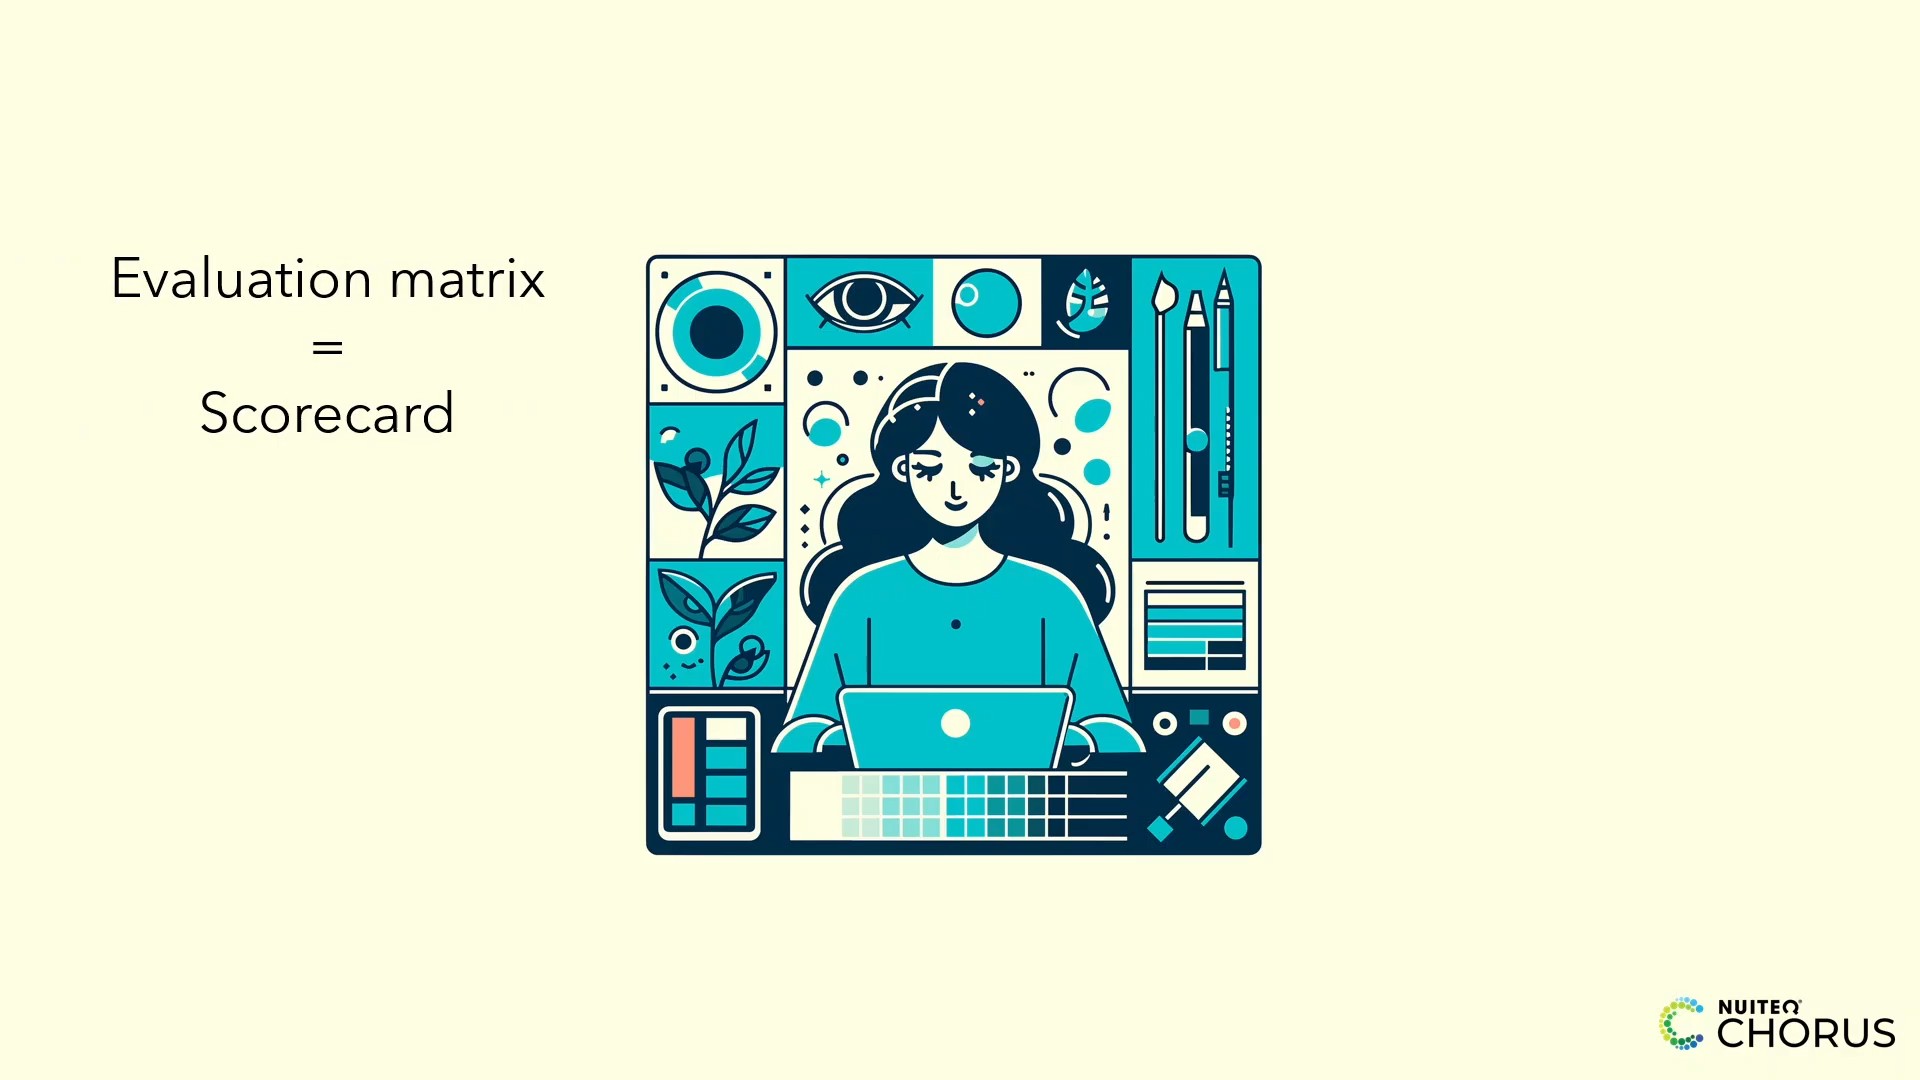 Evaluation matrix
=
Scorecard
NUITEQ
CHORUS